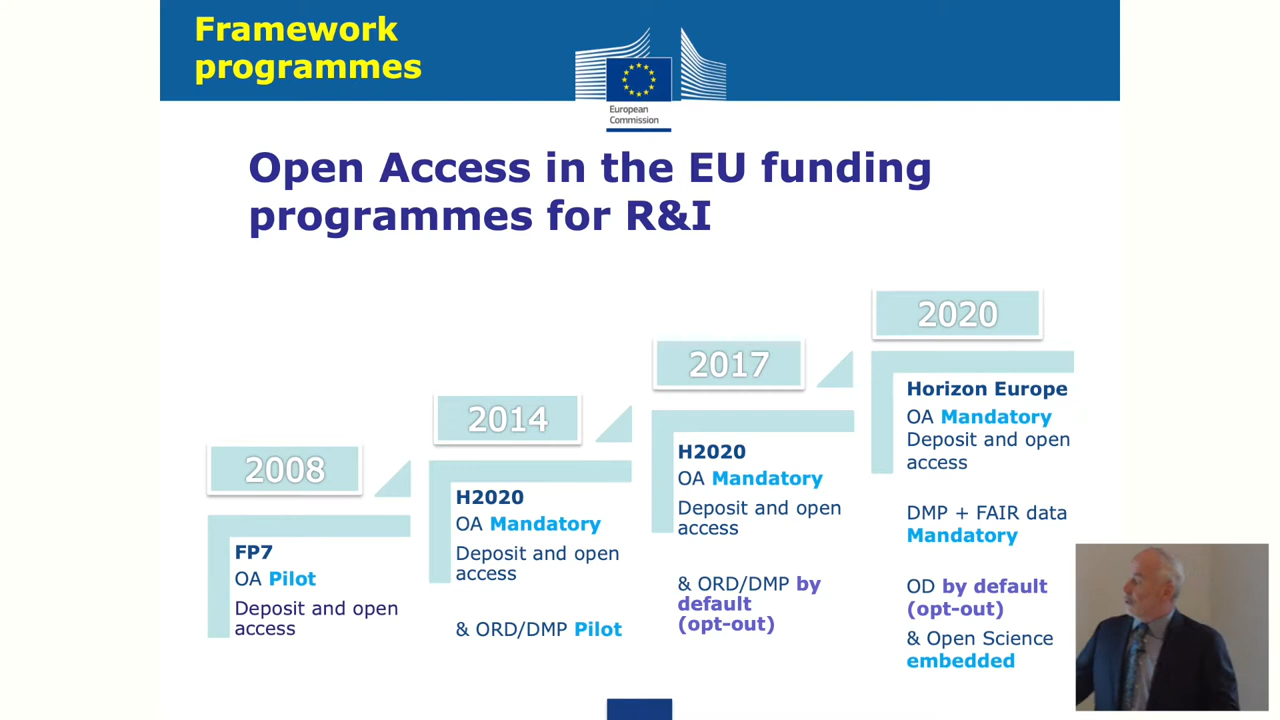 Framework
programmes
European
Commission
Open Access in the EU funding
programmes for R&I
2008
FP7
OA Pilot
Deposit and open
access
2014
H2020
OA Mandatory
Deposit and open
access
& ORD/DMP Pilot
2017
H2020
OA Mandatory
Deposit and open
access
& ORD/DMP by
default
(opt-out)
2020
Horizon Europe
OA Mandatory
Deposit and open
access
DMP + FAIR data
Mandatory
OD by default
(opt-out)
& Open Science
embedded